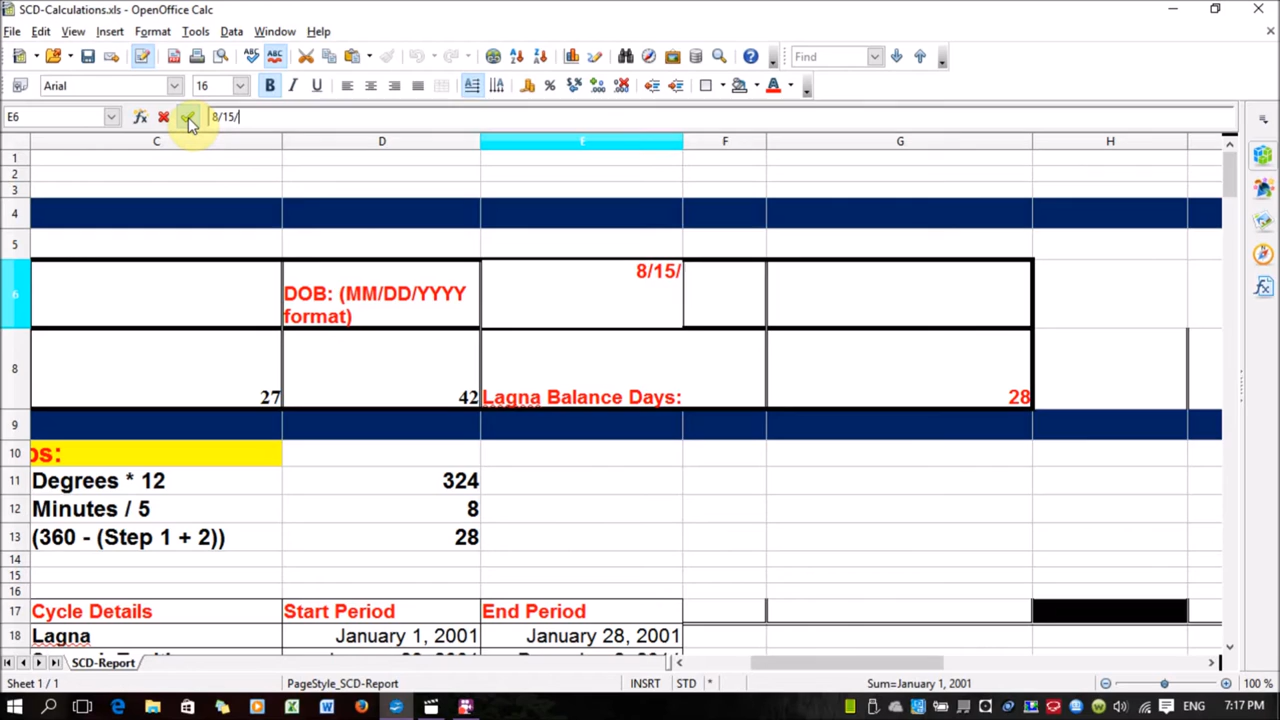 SCD-Calculations.xls - OpenOffice Calc
File Edit View Insert Format Tools Data Window Help
Find
Arial 16
E6 8/15/
C D E F G H
1
2
3
4
5
6 DOB: (MM/DD/YYYY format) 8/15/
8 27 42 Lagna Balance Days: 28
9
10 ps:
11 Degrees * 12 324
12 Minutes / 5 8
13 (360 - (Step 1 + 2)) 28
14
15
16
17 Cycle Details Start Period End Period
18 Lagna January 1, 2001 January 28, 2001
SCD-Report
Sheet 1 / 1 PageStyle_SCD-Report INSRT STD * Sum=January 1, 2001 100 %
ENG 7:17 PM